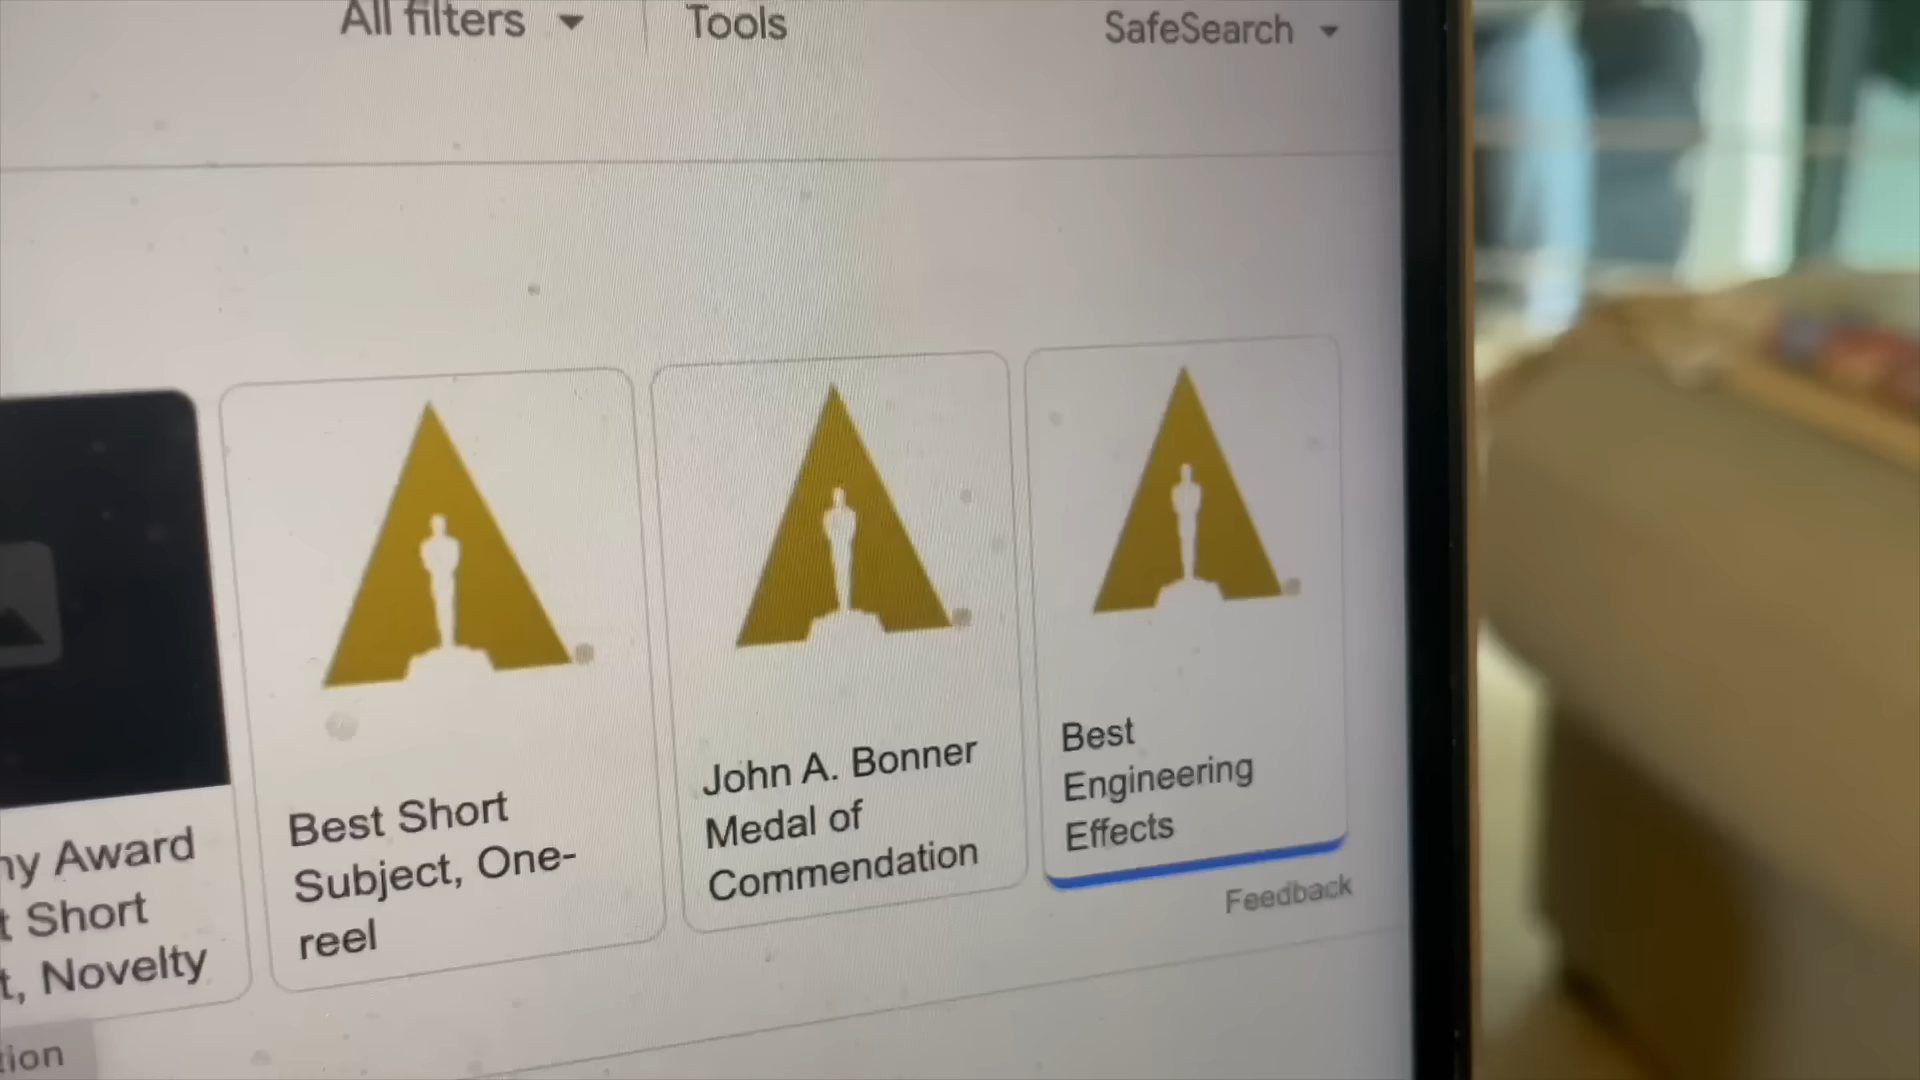 All filters
Tools
SafeSearch
ny Award
t Short
t, Novelty
Best Short
Subject, One-
reel
John A. Bonner
Medal of
Commendation
Best
Engineering
Effects
Feedback
tion